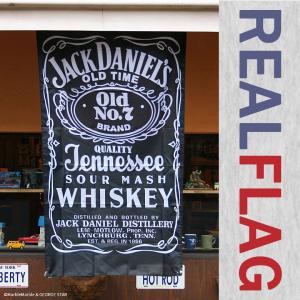 JACK DANIEL'S
OLD TIME
Old
No.7
BRAND
QUALITY
Tennessee
SOUR MASH
WHISKEY
DISTILLED AND BOTTLED BY
JACK DANIEL DISTILLERY
LEM MOTLOW, Prop. Inc.
LYNCHBURG, TENN.
EST. & REG. IN 1866
BERTY
HOT ROD
REAL FLAG